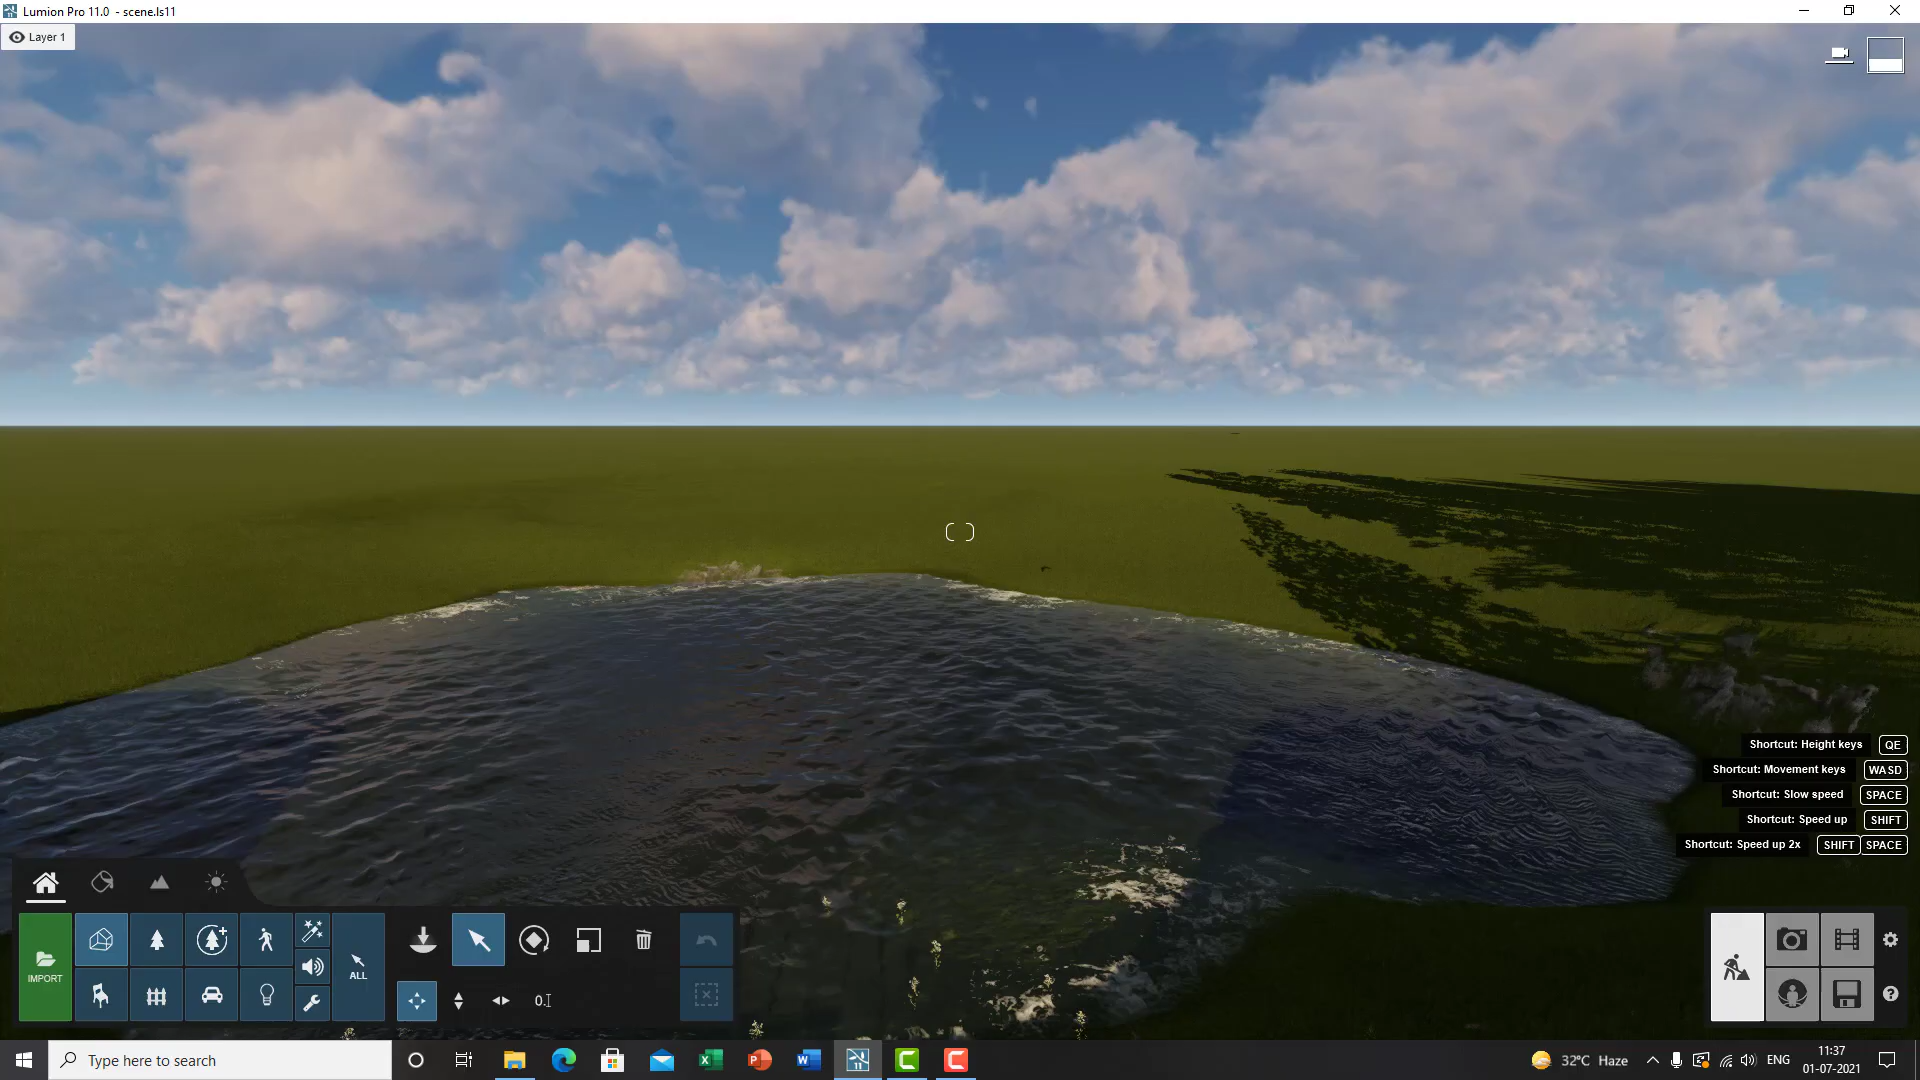 Lumion Pro 11.0 - scene.ls11
Layer 1
Shortcut: Height keys QE
Shortcut: Movement keys WASD
Shortcut: Slow speed SPACE
Shortcut: Speed up SHIFT
Shortcut: Speed up 2x SHIFT SPACE
IMPORT
ALL
0.
Type here to search
32°C Haze
ENG
11:37
01-07-2021